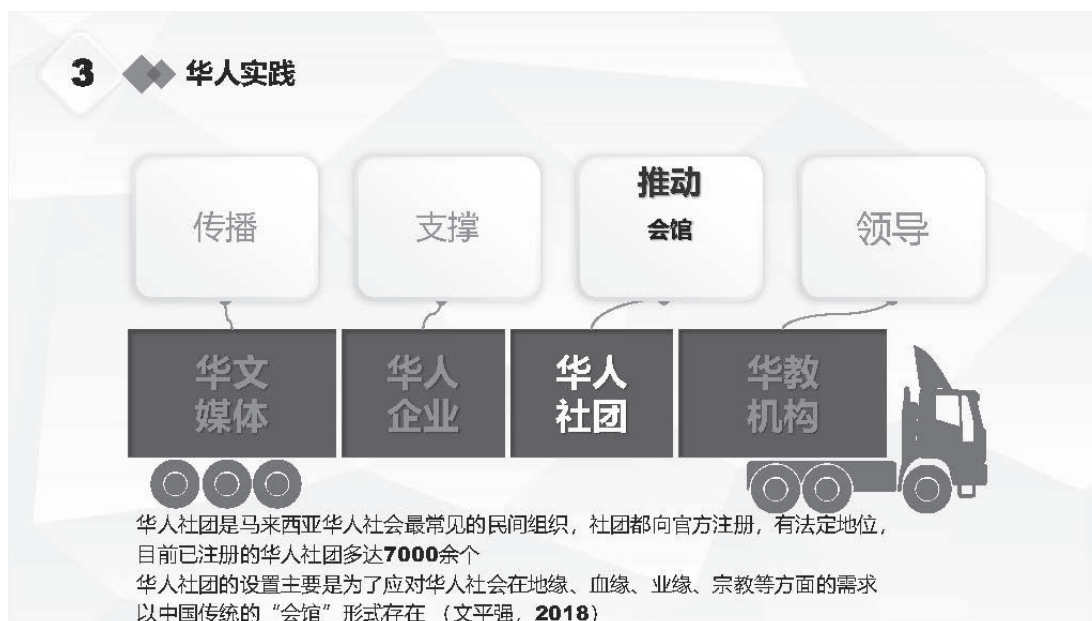 3 华人实践
传播
支撑
推动
会馆
领导
华文
媒体
华人
企业
华人
社团
华教
机构
华人社团是马来西亚华人社会最常见的民间组织，社团都向官方注册，有法定地位，
目前已注册的华人社团多达7000余个
华人社团的设置主要是为了应对华人社会在地缘、血缘、业缘、宗教等方面的需求
以中国传统的“会馆”形式存在 （文平强，2018）